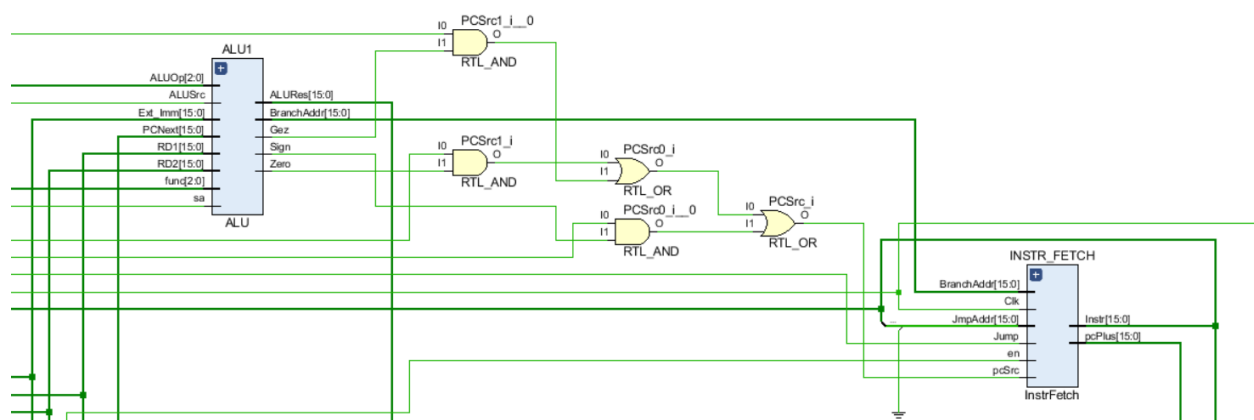 PCSrc1_i__0
I0
O
I1
RTL_AND
ALU1
ALUOp[2:0]
ALUSrc
Ext_Imm[15:0]
PCNext[15:0]
RD1[15:0]
RD2[15:0]
func[2:0]
sa
ALURes[15:0]
BranchAddr[15:0]
Gez
Sign
Zero
ALU
PCSrc1_i
I0
O
I1
RTL_AND
PCSrc0_i
I0
O
I1
RTL_OR
PCSrc0_i__0
I0
O
I1
RTL_AND
PCSrc_i
I0
O
I1
RTL_OR
INSTR_FETCH
BranchAddr[15:0]
Clk
JmpAddr[15:0]
Jump
en
pcSrc
Instr[15:0]
pcPlus[15:0]
InstrFetch